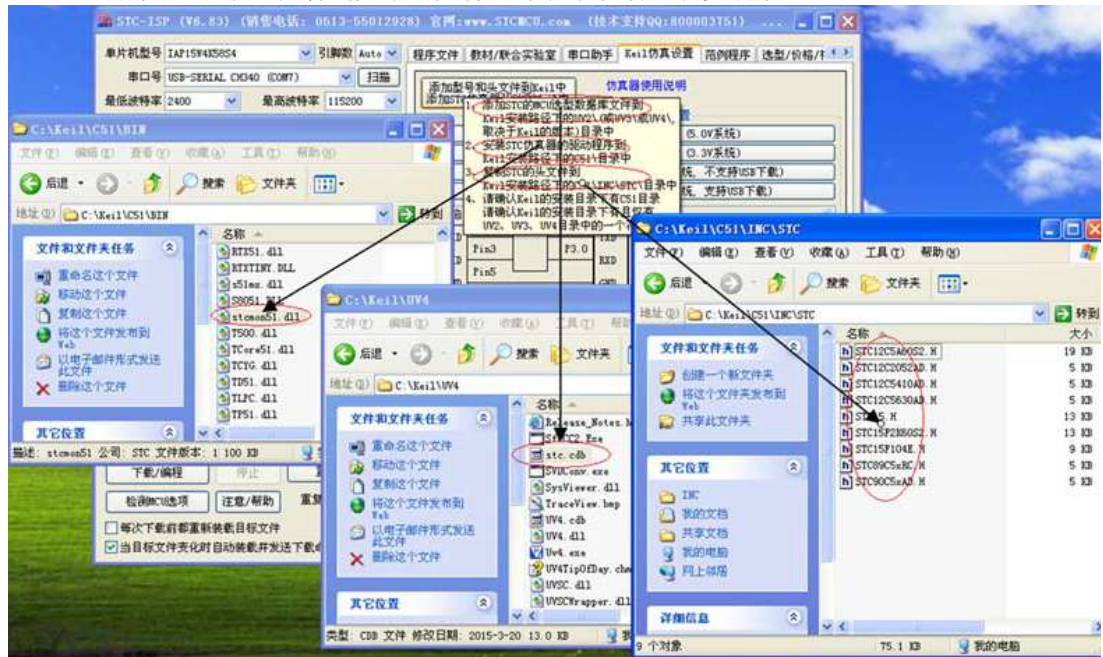 STC-ISP (V6.83) (销售电话: 0513-55012928) 官网:www.STCMCU.com (技术支持QQ:800003751) ...
单片机型号 IAP15W4K58S4 引脚数 Auto
串口号 USB-SERIAL CH340 (COM7) 扫描
最低波特率 2400 最高波特率 115200
程序文件 教材/联合实验室 串口助手 Keil仿真设置 范例程序 选型/价格/
添加型号和头文件到Keil中 仿真器使用说明
1、添加STC的MCU选型数据库文件到
Keil安装路径下的UV2\(或UV3\或UV4\,
取决于Keil的版本)目录中
2、安装STC仿真器的驱动程序到
Keil安装路径下的C51\目录中
3、复制STC的头文件到
Keil安装路径下的C51\INC\STC\目录中
4、请确认Keil的安装目录下有C51目录
请确认Keil的安装目录下有且仅有
UV2、UV3、UV4目录中的一个
(5.0V系统)
(3.3V系统)
统, 不支持USB下载)
统, 支持USB下载)
Pin3 P3.0 TXD
Pin5 RXD
GND
C:\Keil\C51\BIN
文件(F) 编辑(E) 查看(V) 收藏(A) 工具(T) 帮助(H)
后退 搜索 文件夹
地址(D) C:\Keil\C51\BIN 转到
文件和文件夹任务
重命名这个文件
移动这个文件
复制这个文件
将这个文件发布到
Web
以电子邮件形式发送
此文件
删除这个文件
其它位置
名称
RTX51.dll
RTXTINY.DLL
s51ex.dll
S8051.DLL
stcmon51.dll
T500.dll
TCore51.dll
TCTG.dll
TD51.dll
TLPC.dll
TP51.dll
描述: stcmon51 公司: STC 文件版本: 1 100 KB
下载/编程 停止
检测MCU选项 注意/帮助
每次下载前都重新装载目标文件
当目标文件变化时自动装载并发送下载命
C:\Keil\UV4
文件(F) 编辑(E) 查看(V) 收藏(A) 工具(T) 帮助
后退 搜索 文件夹
地址(D) C:\Keil\UV4
文件和文件夹任务
重命名这个文件
移动这个文件
复制这个文件
将这个文件发布到
Web
以电子邮件形式发送
此文件
删除这个文件
其它位置
名称
stc.cdb
SVDConv.exe
SysViewer.dll
TraceView.bmp
UV4.cdb
UV4.dll
Uv4.exe
UV4TipOfDay.chm
UVSC.dll
UVSCWrapper.dll
类型: CDB 文件 修改日期: 2015-3-20 13.0 KB
C:\Keil\C51\INC\STC
文件(F) 编辑(E) 查看(V) 收藏(A) 工具(T) 帮助(H)
后退 搜索 文件夹
地址(D) C:\Keil\C51\INC\STC 转到
文件和文件夹任务
创建一个新文件夹
将这个文件夹发布到
Web
共享此文件夹
其它位置
INC
我的文档
共享文档
我的电脑
网上邻居
详细信息
名称 大小
STC12C5A60S2.H 19 KB
STC12C2052AD.H 5 KB
STC12C5410AD.H 5 KB
STC12C5630AD.H 5 KB
13 KB
STC15F2K60S2.H 13 KB
STC15F104E.H 9 KB
STC89C5xRC.H 5 KB
STC90C5xAD.H 5 KB
9 个对象 75.1 KB 我的电脑